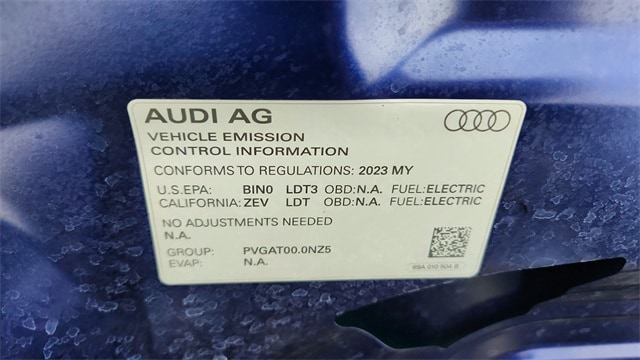 AUDI AG
VEHICLE EMISSION
CONTROL INFORMATION
CONFORMS TO REGULATIONS: 2023 MY
U.S.EPA: BIN0 LDT3 OBD:N.A. FUEL:ELECTRIC
CALIFORNIA: ZEV LDT OBD:N.A. FUEL:ELECTRIC
NO ADJUSTMENTS NEEDED
N.A.
GROUP: PVGAT00.0NZ5
EVAP: N.A.